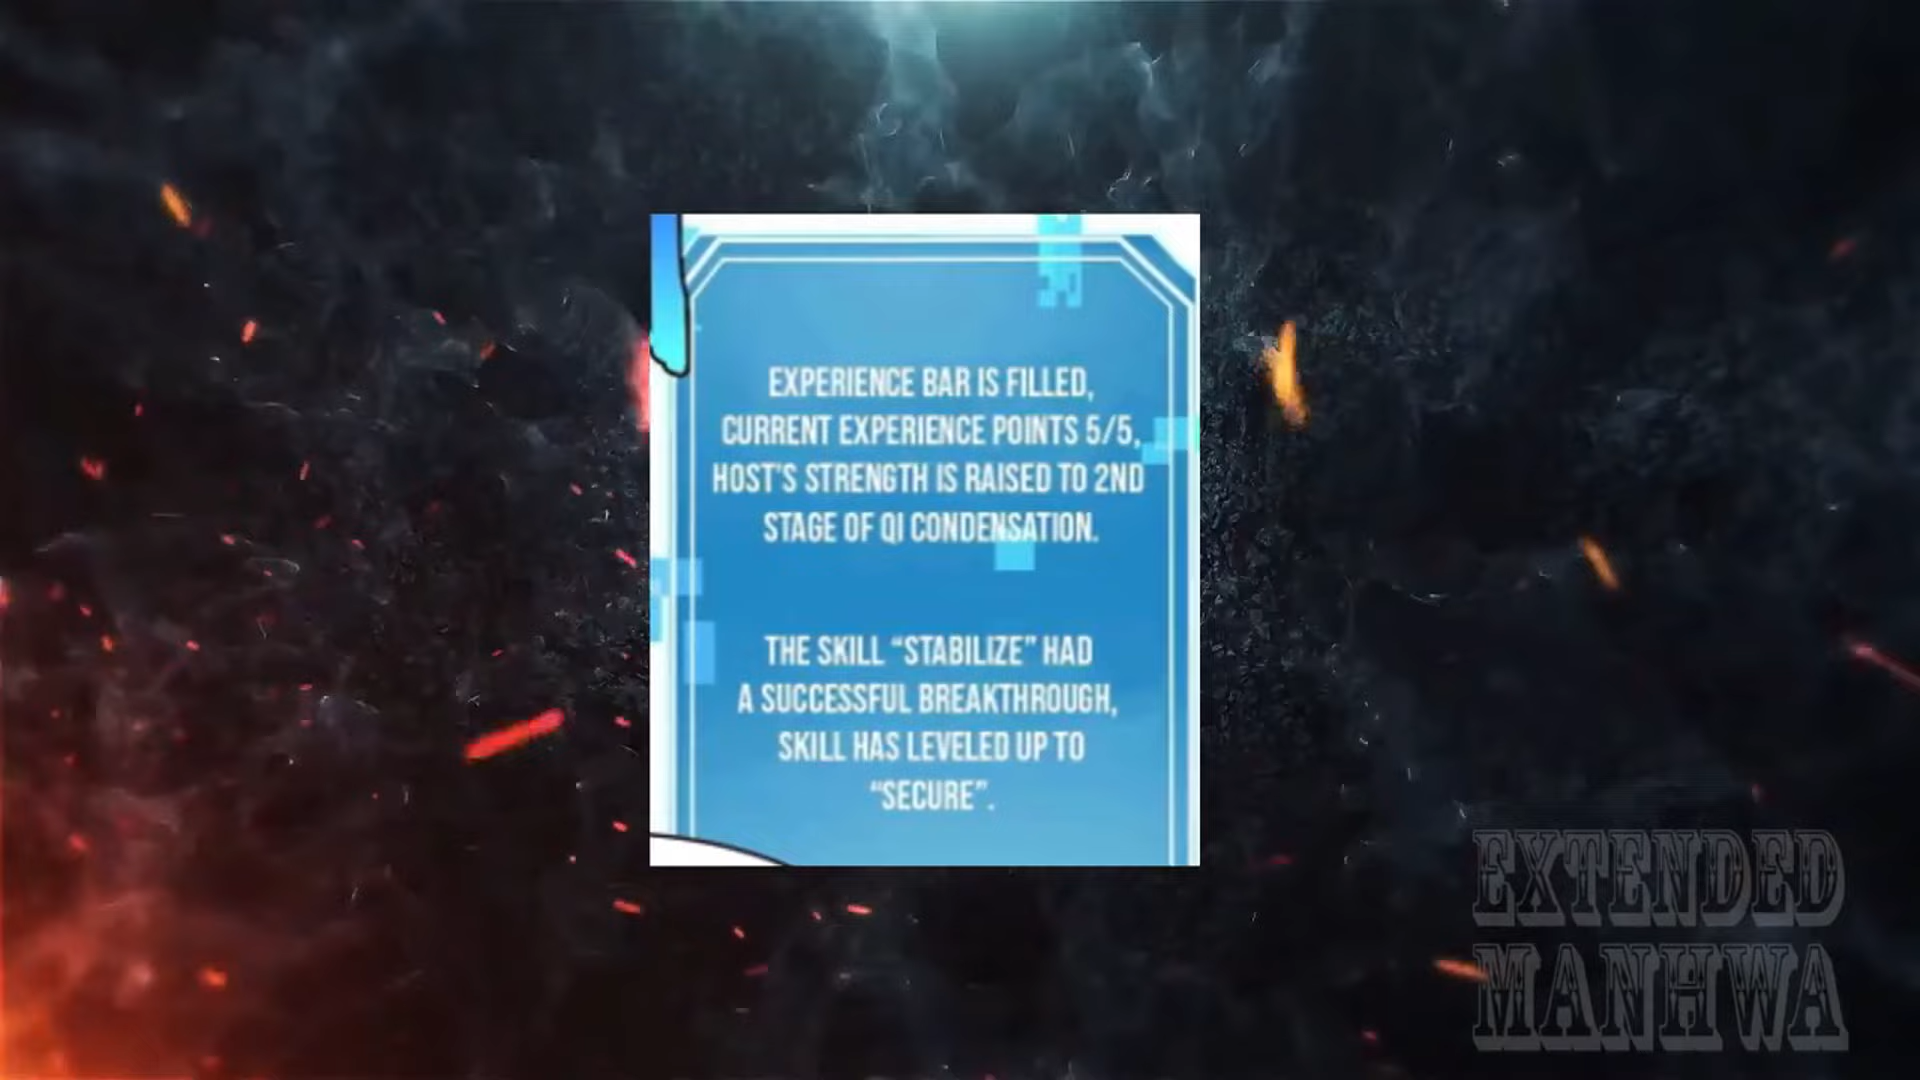 EXPERIENCE BAR IS FILLED,
CURRENT EXPERIENCE POINTS 5/5,
HOST'S STRENGTH IS RAISED TO 2ND
STAGE OF QI CONDENSATION.
THE SKILL “STABILIZE” HAD
A SUCCESSFUL BREAKTHROUGH,
SKILL HAS LEVELED UP TO
“SECURE”.
EXTENDED
MANHWA